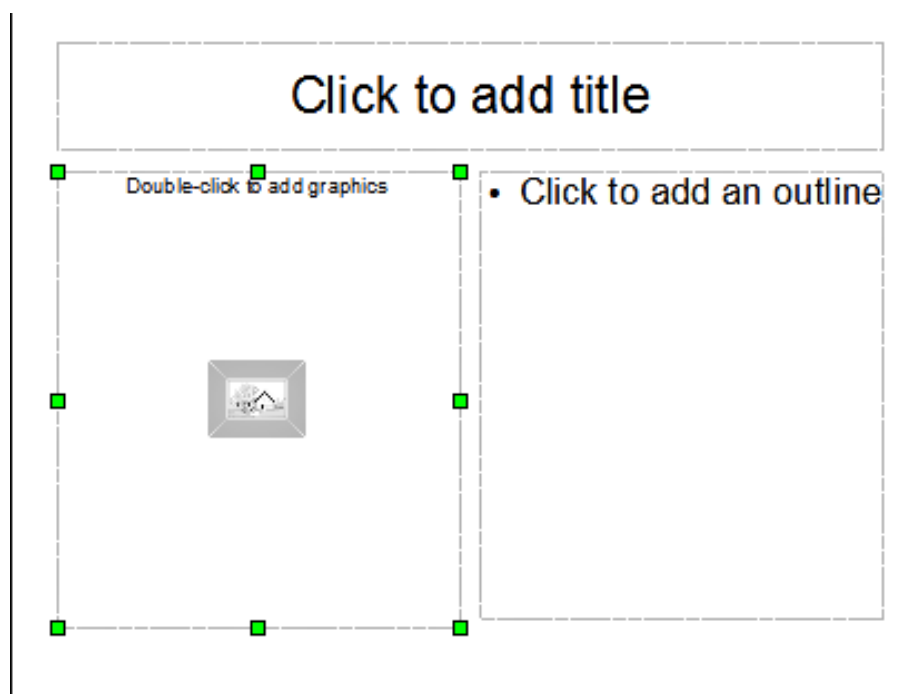 Click to add title
Double-click to add graphics
• Click to add an outline